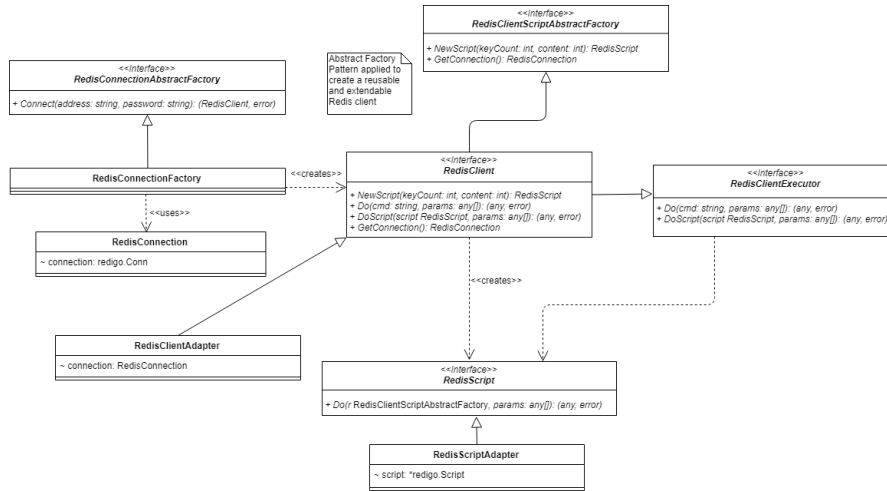 <<Interface>>
RedisClientScriptAbstractFactory
+ NewScript(keyCount: int, content: int): RedisScript
+ GetConnection(): RedisConnection
Abstract Factory
Pattern applied to
create a reusable
and extendable
Redis client
<<Interface>>
RedisConnectionAbstractFactory
+ Connect(address: string, password: string): (RedisClient, error)
RedisConnectionFactory
<<creates>>
<<Interface>>
RedisClient
+ NewScript(keyCount: int, content: int): RedisScript
+ Do(cmd: string, params: any[]): (any, error)
+ DoScript(script RedisScript, params: any[]): (any, error)
+ GetConnection(): RedisConnection
<<Interface>>
RedisClientExecutor
+ Do(cmd: string, params: any[]): (any, error)
+ DoScript(script RedisScript, params: any[]): (any, error)
<<uses>>
RedisConnection
~ connection: redigo.Conn
<<creates>>
RedisClientAdapter
~ connection: RedisConnection
<<Interface>>
RedisScript
+ Do(r RedisClientScriptAbstractFactory, params: any[]): (any, error)
RedisScriptAdapter
~ script: *redigo.Script